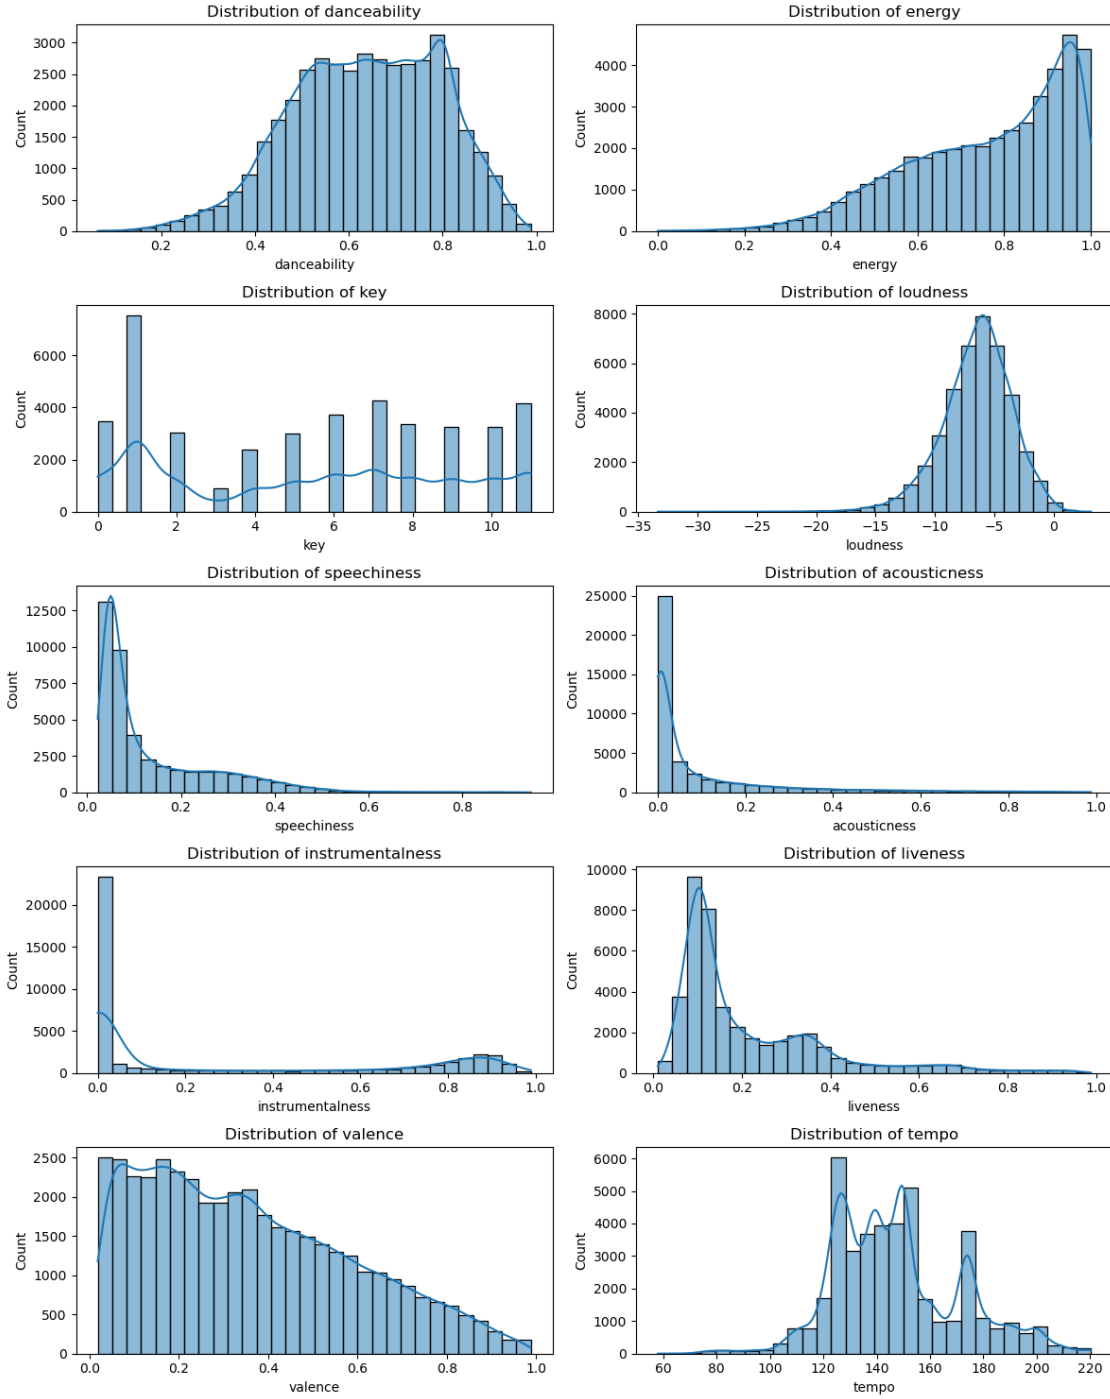 Distribution of danceability
Count
3000
2500
2000
1500
1000
500
0
0.2 0.4 0.6 0.8 1.0
danceability
Distribution of energy
Count
4000
3000
2000
1000
0
0.0 0.2 0.4 0.6 0.8 1.0
energy
Distribution of key
Count
6000
4000
2000
0
0 2 4 6 8 10
key
Distribution of loudness
Count
8000
6000
4000
2000
0
−35 −30 −25 −20 −15 −10 −5 0
loudness
Distribution of speechiness
Count
12500
10000
7500
5000
2500
0
0.0 0.2 0.4 0.6 0.8
speechiness
Distribution of acousticness
Count
25000
20000
15000
10000
5000
0
0.0 0.2 0.4 0.6 0.8 1.0
acousticness
Distribution of instrumentalness
Count
20000
15000
10000
5000
0
0.0 0.2 0.4 0.6 0.8 1.0
instrumentalness
Distribution of liveness
Count
10000
8000
6000
4000
2000
0
0.0 0.2 0.4 0.6 0.8 1.0
liveness
Distribution of valence
Count
2500
2000
1500
1000
500
0
0.0 0.2 0.4 0.6 0.8 1.0
valence
Distribution of tempo
Count
6000
5000
4000
3000
2000
1000
0
60 80 100 120 140 160 180 200 220
tempo